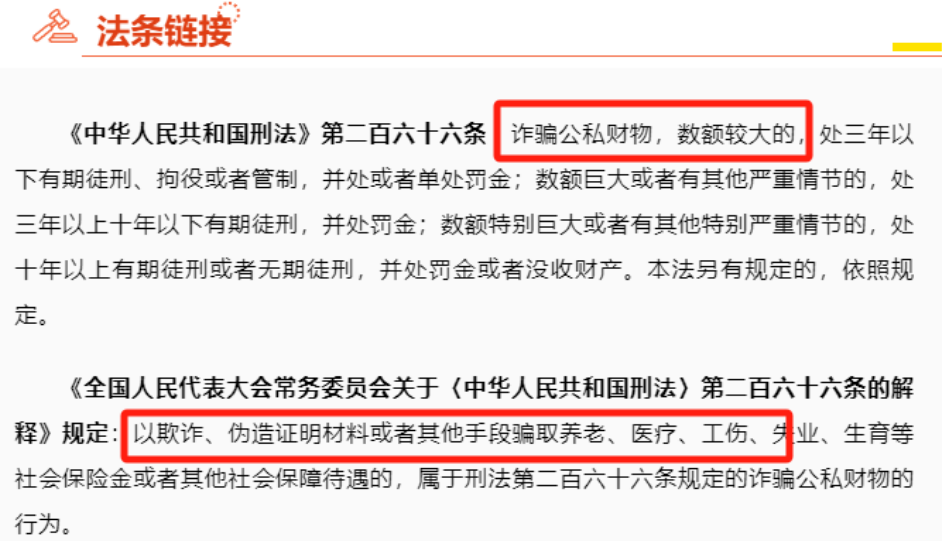 法条链接
《中华人民共和国刑法》第二百六十六条 诈骗公私财物，数额较大的，处三年以
下有期徒刑、拘役或者管制，并处或者单处罚金；数额巨大或者有其他严重情节的，处
三年以上十年以下有期徒刑，并处罚金；数额特别巨大或者有其他特别严重情节的，处
十年以上有期徒刑或者无期徒刑，并处罚金或者没收财产。本法另有规定的，依照规
定。
《全国人民代表大会常务委员会关于〈中华人民共和国刑法〉第二百六十六条的解
释》规定：以欺诈、伪造证明材料或者其他手段骗取养老、医疗、工伤、失业、生育等
社会保险金或者其他社会保障待遇的，属于刑法第二百六十六条规定的诈骗公私财物的
行为。